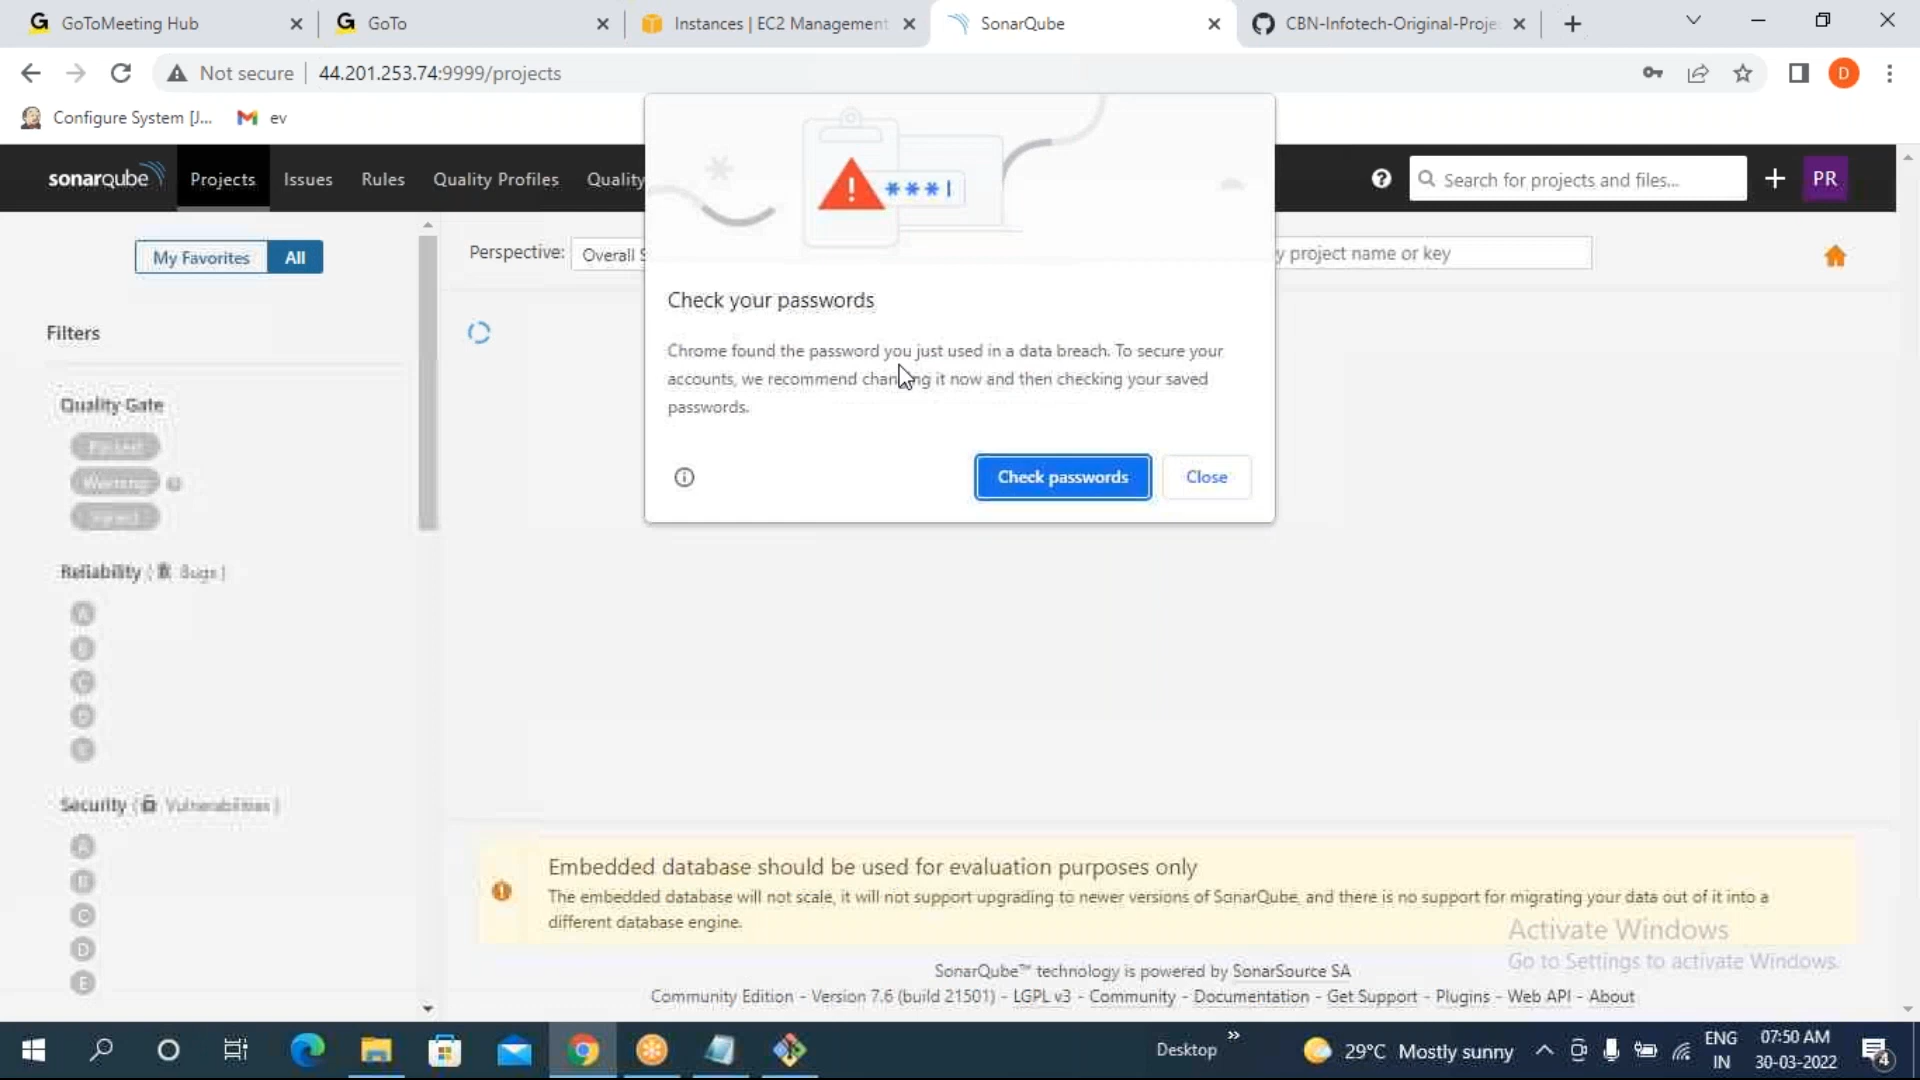 GoToMeeting Hub
GoTo
Instances | EC2 Management
SonarQube
CBN-Infotech-Original-Proje
Not secure
44.201.253.74:9999/projects
D
Configure System [J...
ev
sonarqube
Projects
Issues
Rules
Quality Profiles
Quality
Search for projects and files...
PR
My Favorites
All
Perspective:
Overall S
y project name or key
Filters
Check your passwords
Chrome found the password you just used in a data breach. To secure your
accounts, we recommend changing it now and then checking your saved
passwords.
Check passwords
Close
Quality Gate
Warning
Reliability ( Bugs )
A
Security ( Vulnerabilities )
C
D
E
Embedded database should be used for evaluation purposes only
The embedded database will not scale, it will not support upgrading to newer versions of SonarQube, and there is no support for migrating your data out of it into a
different database engine.
Activate Windows
Go to Settings to activate Windows.
SonarQube™ technology is powered by SonarSource SA
Community Edition - Version 7.6 (build 21501) - LGPL v3 - Community - Documentation - Get Support - Plugins - Web API - About
Desktop
29°C Mostly sunny
ENG
IN
07:50 AM
30-03-2022
4